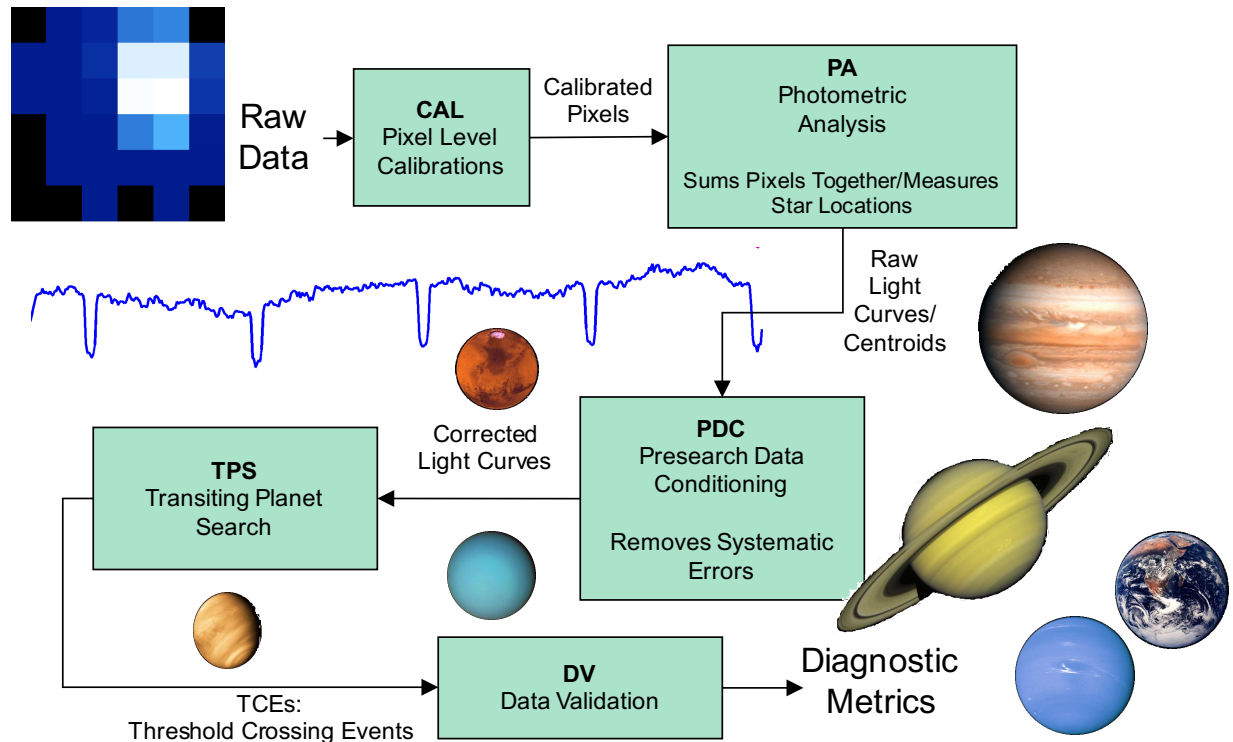 Raw
Data
CAL
Pixel Level
Calibrations
Calibrated
Pixels
PA
Photometric
Analysis
Sums Pixels Together/Measures
Star Locations
Raw
Light
Curves/
Centroids
PDC
Presearch Data
Conditioning
Removes Systematic
Errors
Corrected
Light Curves
TPS
Transiting Planet
Search
TCEs:
Threshold Crossing Events
DV
Data Validation
Diagnostic
Metrics